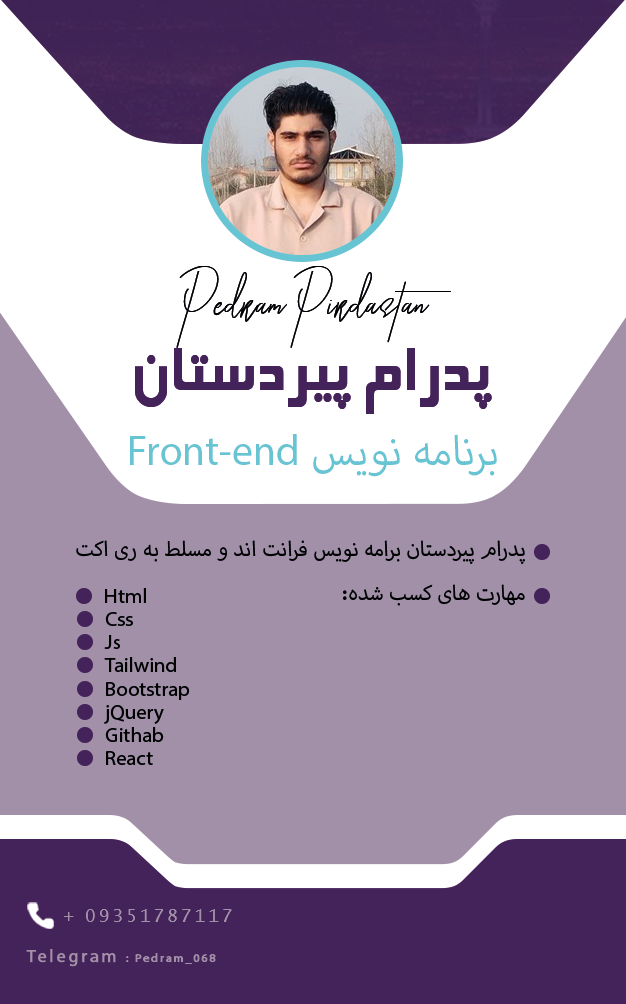 Pedram Pirdastan
پدرام پیردستان
برنامه نویس Front-end
پدرام پیردستان برامه نویس فرانت اند و مسلط به ری اکت
مهارت های کسب شده:
Html
Css
Js
Tailwind
Bootstrap
jQuery
Githab
React
+ 09351787117
Telegram : Pedram_068